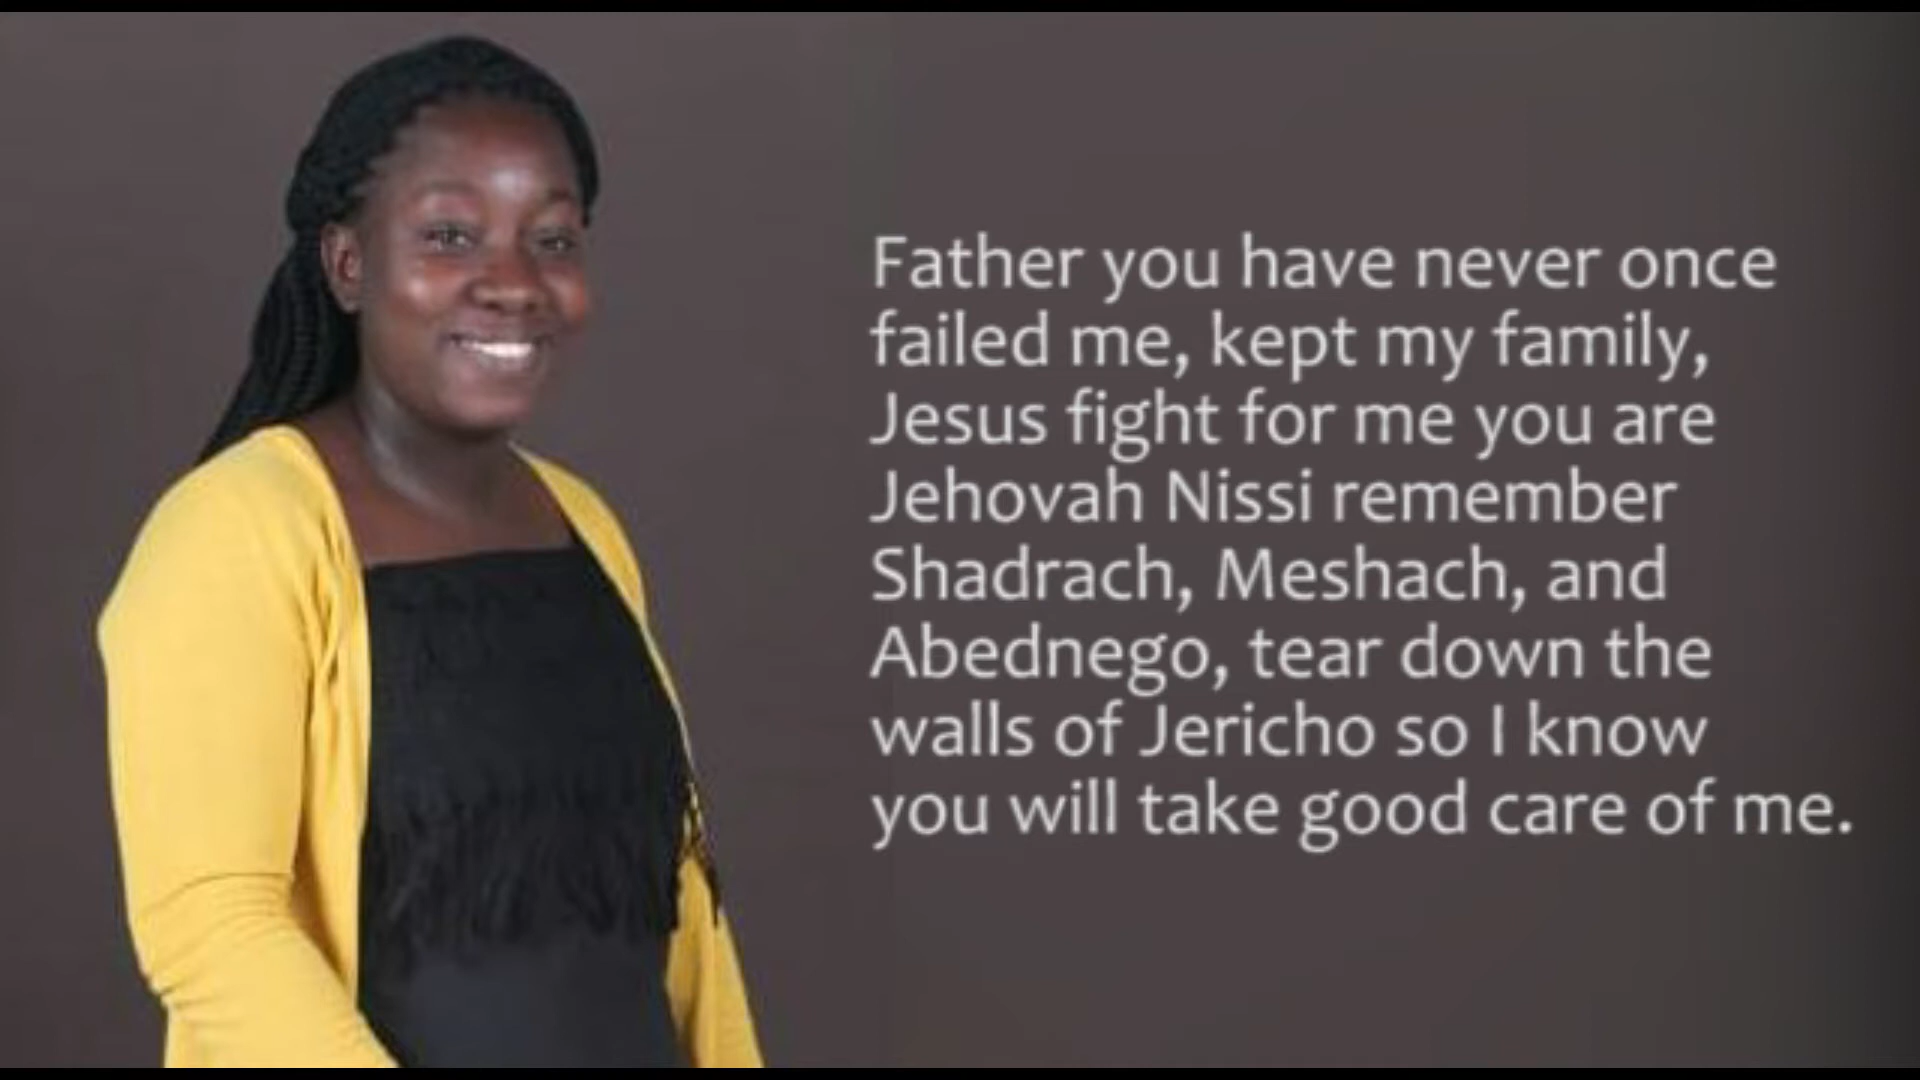 Father you have never once
failed me, kept my family,
Jesus fight for me you are
Jehovah Nissi remember
Shadrach, Meshach, and
Abednego, tear down the
walls of Jericho so I know
you will take good care of me.